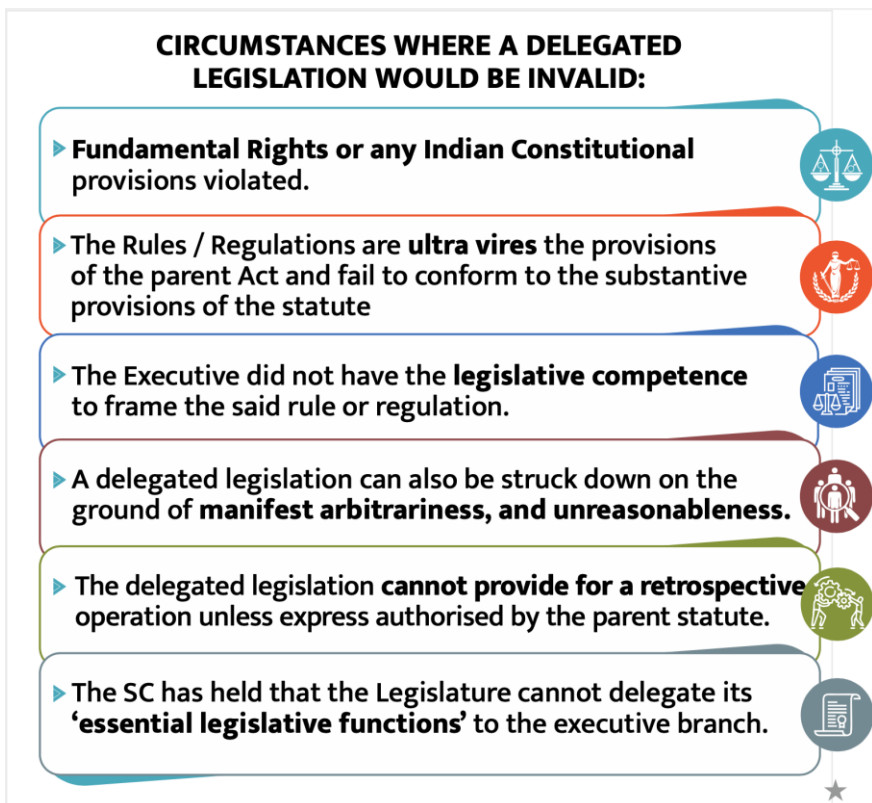 CIRCUMSTANCES WHERE A DELEGATED
LEGISLATION WOULD BE INVALID:
Fundamental Rights or any Indian Constitutional
provisions violated.
The Rules / Regulations are ultra vires the provisions
of the parent Act and fail to conform to the substantive
provisions of the statute
The Executive did not have the legislative competence
to frame the said rule or regulation.
A delegated legislation can also be struck down on the
ground of manifest arbitrariness, and unreasonableness.
The delegated legislation cannot provide for a retrospective
operation unless express authorised by the parent statute.
The SC has held that the Legislature cannot delegate its
‘essential legislative functions’ to the executive branch.